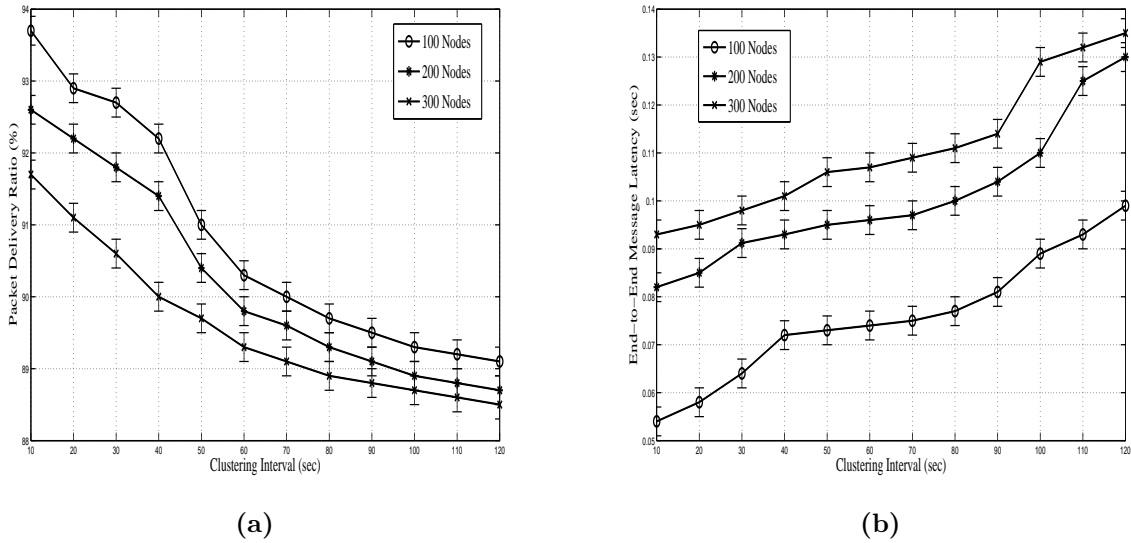 Packet Delivery Ratio (%)
94
93
92
91
90
89
88
100 Nodes
200 Nodes
300 Nodes
10 20 30 40 50 60 70 80 90 100 110 120
Clustering Interval (sec)
(a)
End-to-End Message Latency (sec)
0.14
0.13
0.12
0.11
0.1
0.09
0.08
0.07
0.06
0.05
100 Nodes
200 Nodes
300 Nodes
10 20 30 40 50 60 70 80 90 100 110 120
Clustering Interval (sec)
(b)